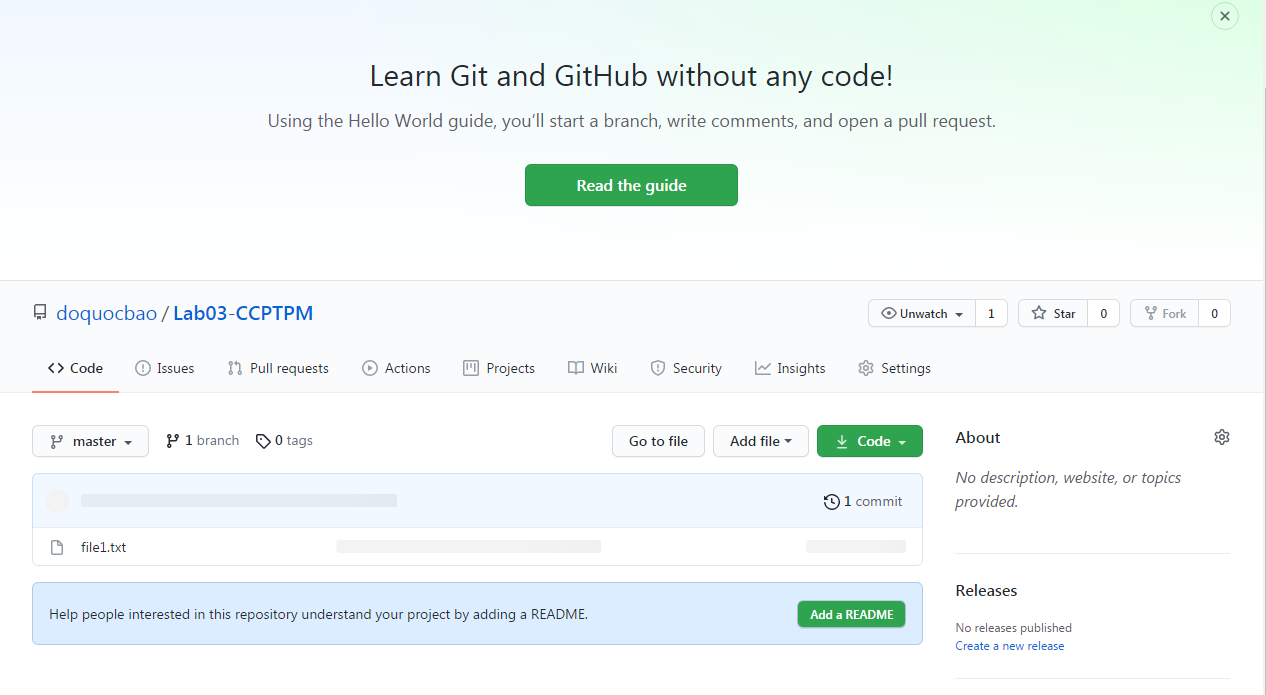 Learn Git and GitHub without any code!
Using the Hello World guide, you’ll start a branch, write comments, and open a pull request.
Read the guide
doquocbao / Lab03-CCPTPM
Unwatch 1 Star 0 Fork 0
Code Issues Pull requests Actions Projects Wiki Security Insights Settings
master 1 branch 0 tags Go to file Add file Code
1 commit
file1.txt
Help people interested in this repository understand your project by adding a README. Add a README
About
No description, website, or topics
provided.
Releases
No releases published
Create a new release